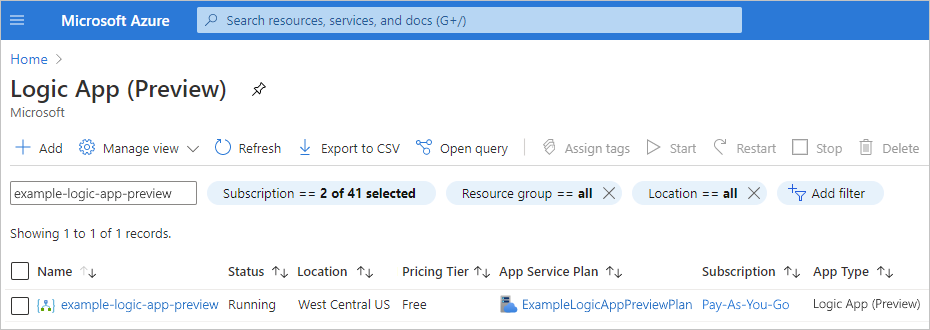 Microsoft Azure Search resources, services, and docs (G+/)
Home
Logic App (Preview)
Microsoft
Add Manage view Refresh Export to CSV Open query Assign tags Start Restart Stop Delete
example-logic-app-preview Subscription == 2 of 41 selected Resource group == all Location == all Add filter
Showing 1 to 1 of 1 records.
Name Status Location Pricing Tier App Service Plan Subscription App Type
example-logic-app-preview Running West Central US Free ExampleLogicAppPreviewPlan Pay-As-You-Go Logic App (Preview)